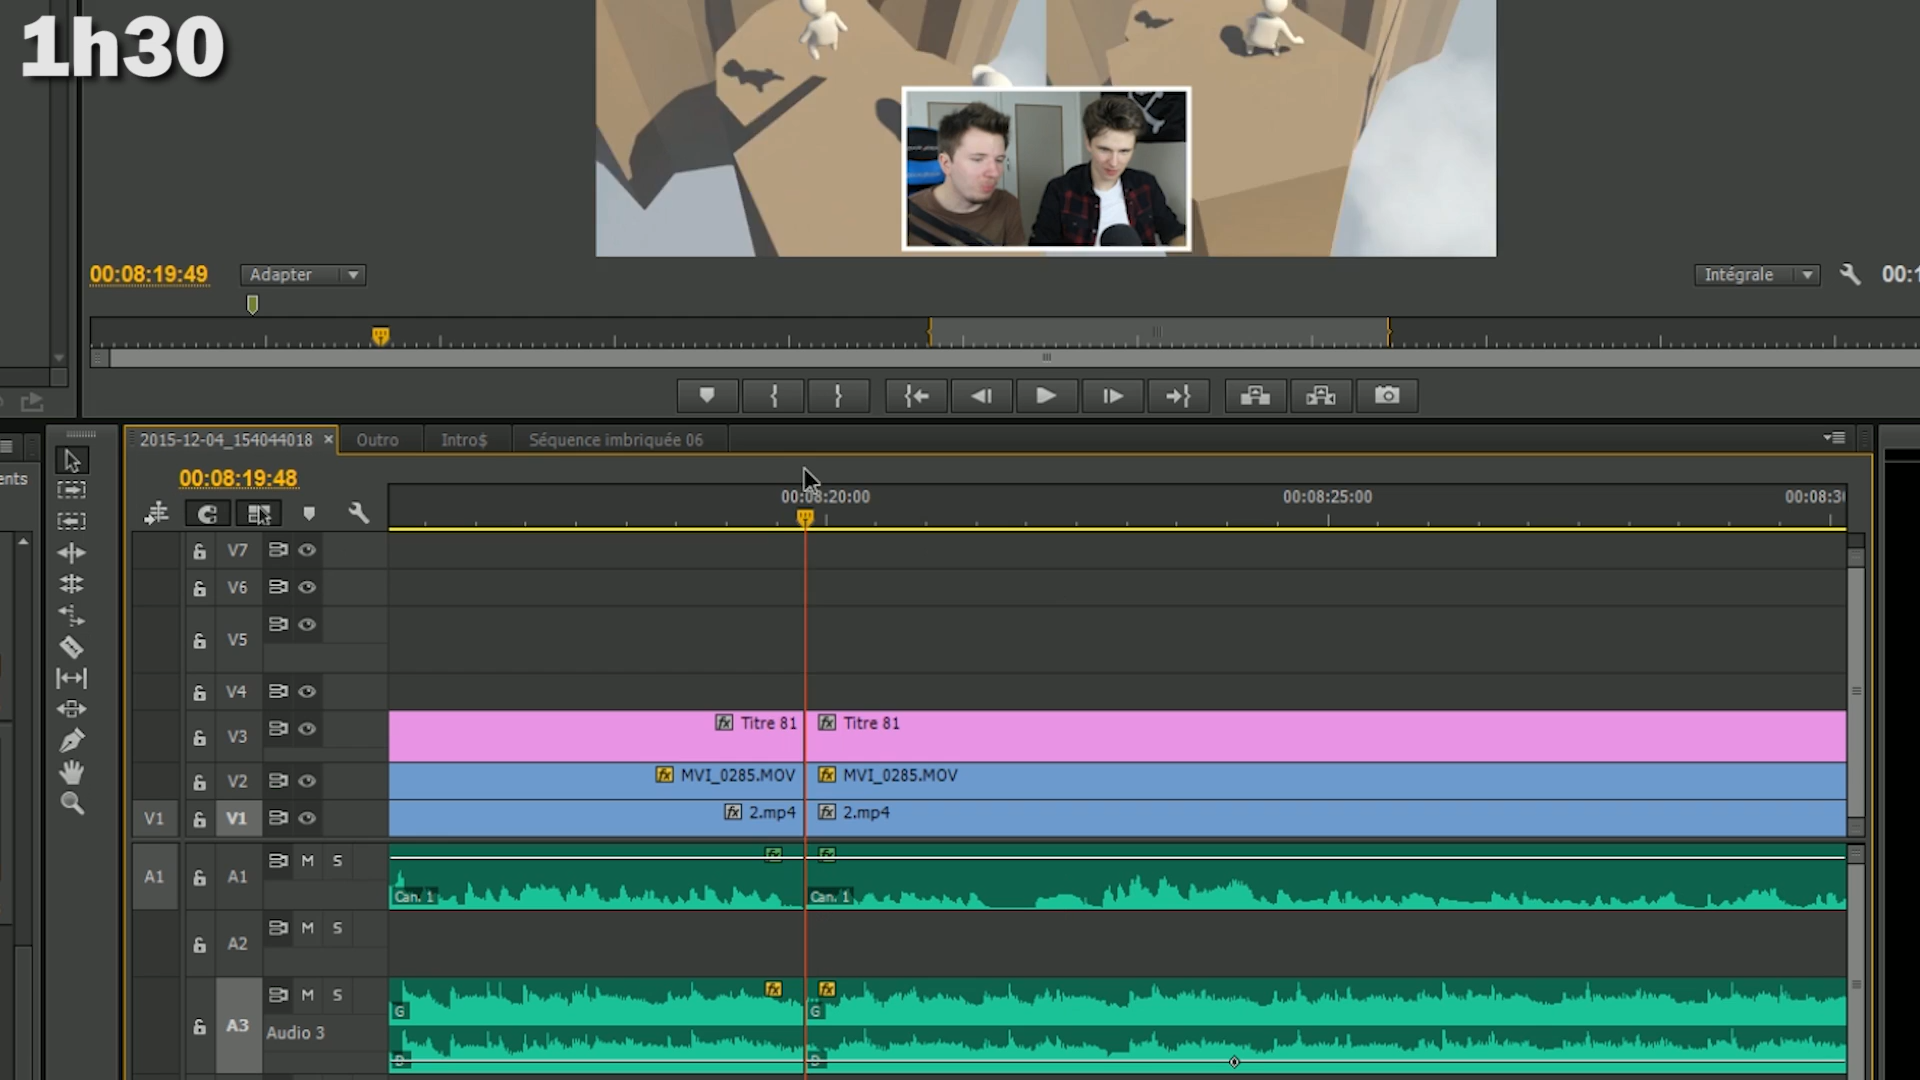 1h30
00:08:19:49
Adapter
Intégrale
00:1
2015-12-04_154044018 ×
Outro
Intro$
Séquence imbriquée 06
ents
00:08:19:48
00:08:20:00
00:08:25:00
00:08:30
V7
V6
V5
V4
V3
Titre 81
Titre 81
V2
MVI_0285.MOV
MVI_0285.MOV
V1
V1
2.mp4
2.mp4
A1
A1
M
S
Can. 1
Can. 1
A2
M
S
A3
M
S
Audio 3
G
G
D
D